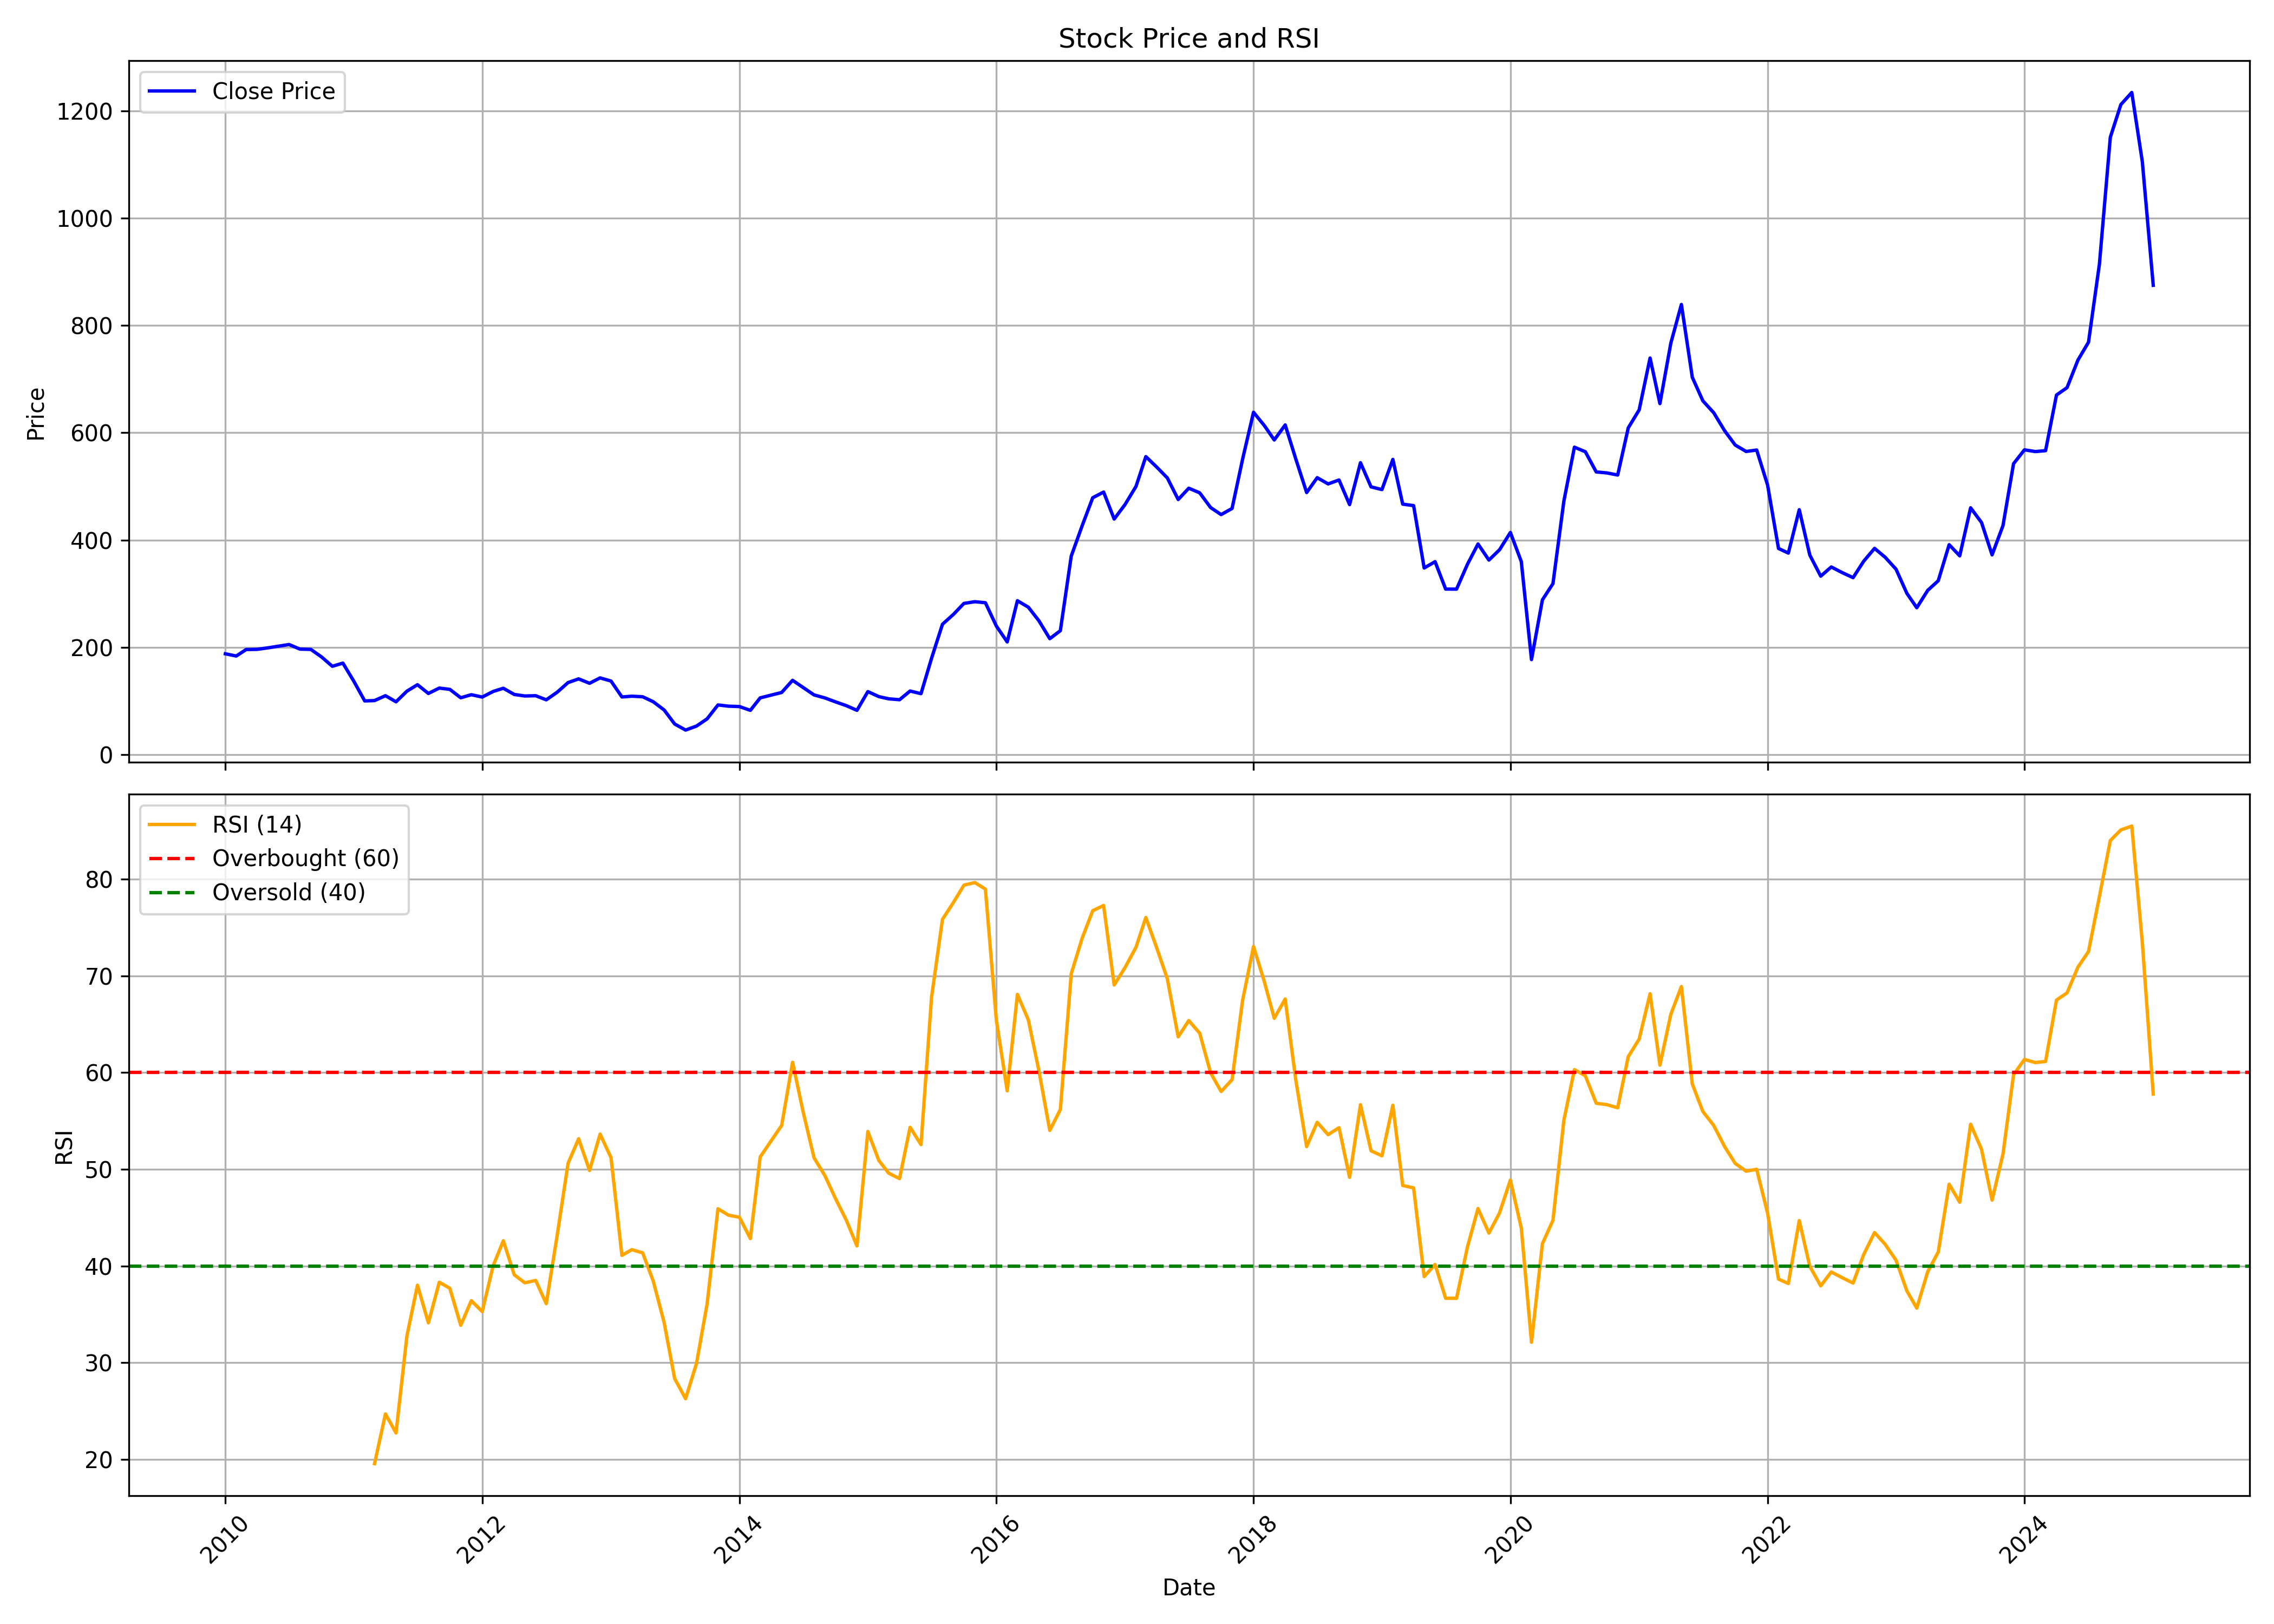 Stock Price and RSI
Close Price
1200
1000
800
600
400
200
0
Price
RSI (14)
Overbought (60)
Oversold (40)
80
70
60
50
40
30
20
RSI
2010 2012 2014 2016 2018 2020 2022 2024
Date